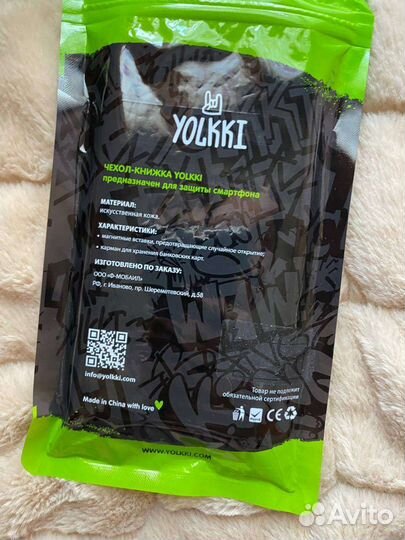 YOLKKI
ЧЕХОЛ-КНИЖКА YOLKKI
предназначен для защиты смартфона
МАТЕРИАЛ:
искусственная кожа.
ХАРАКТЕРИСТИКИ:
• магнитные вставки, предотвращающие случайное открытие;
• карман для хранения банковских карт.
ИЗГОТОВЛЕНО ПО ЗАКАЗУ:
ООО «Ф-МОБАИЛ»
РФ, г. Иваново, пр. Шереметевский, д.58
info@yolkki.com
Made in China with love
Товар не подлежит
обязательной сертификации
CE
WWW.YOLKKI.COM
Avito